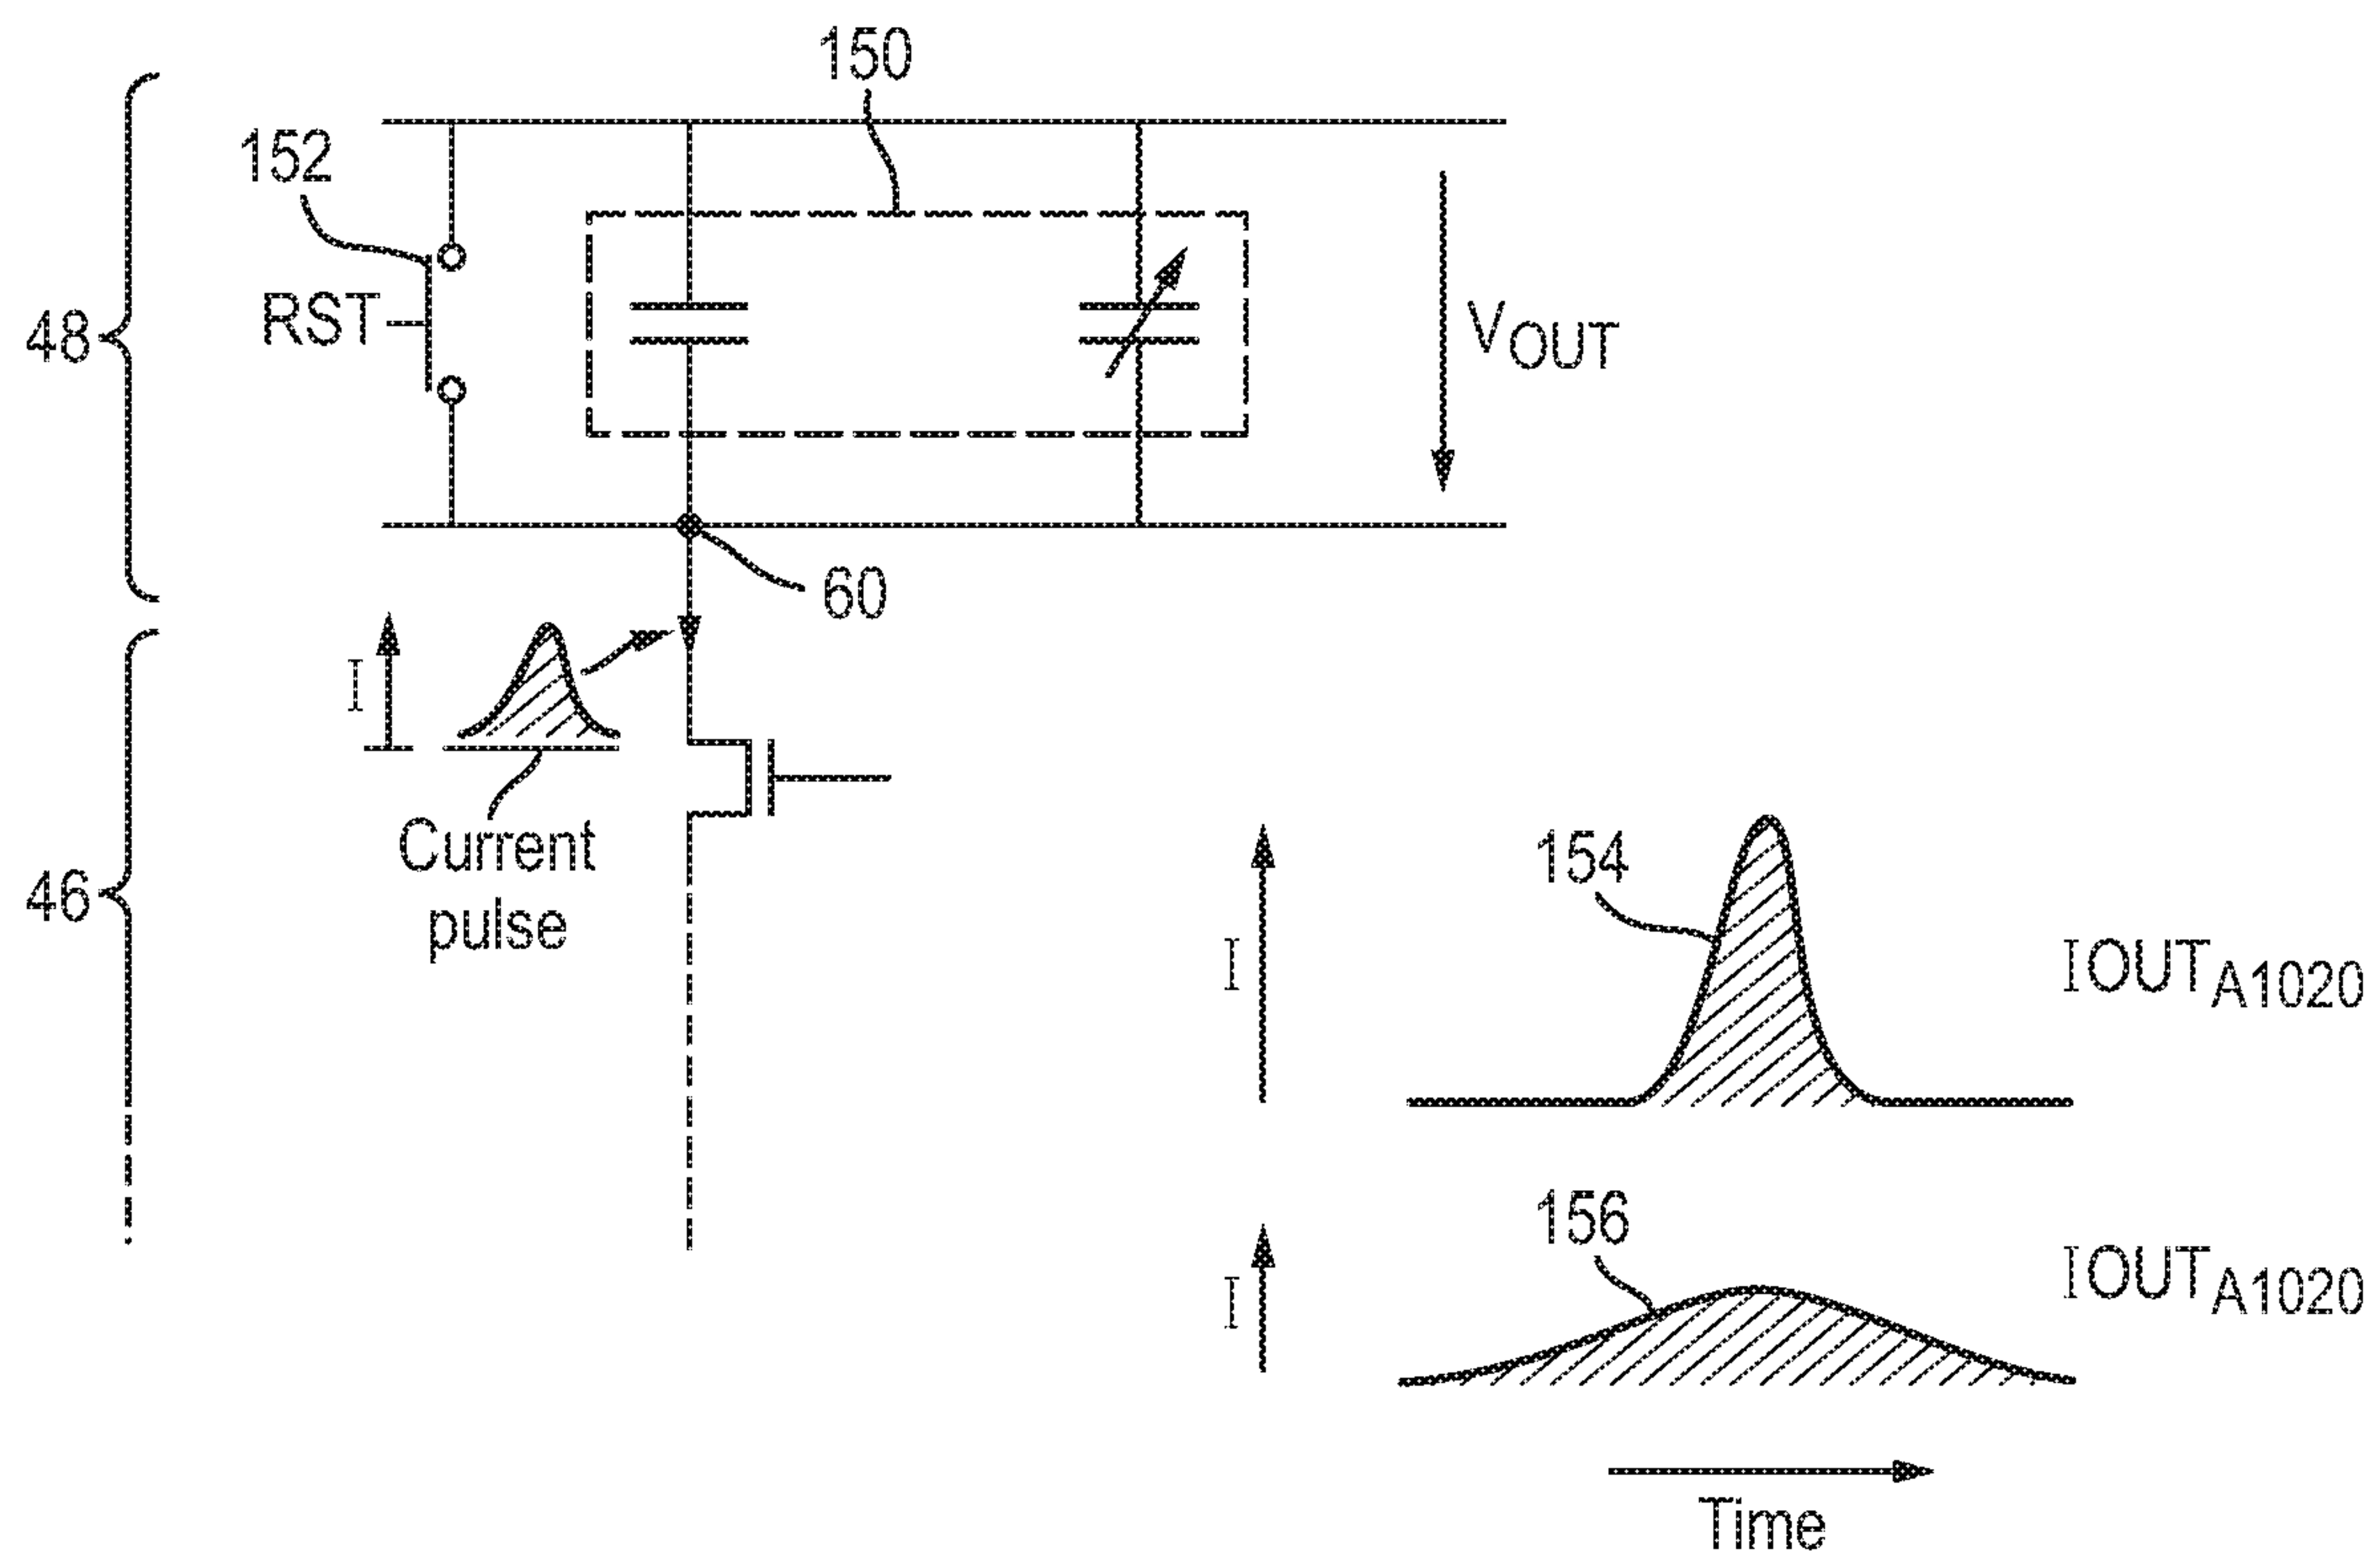 150
152
RST
48
VOUT
60
I
Current
pulse
46
154
I
IOUTA1020
156
I
IOUTA1020
Time